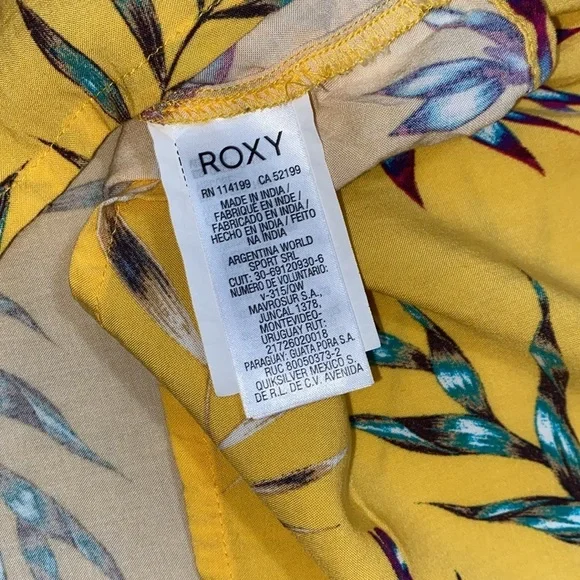 ROXY
RN 114199 CA 52199
MADE IN INDIA /
FABRIQUÉ EN INDE /
FABRICADO EN INDIA /
HECHO EN INDIA / FEITO
NA INDIA
ARGENTINA WORLD
SPORT SRL
CUIT: 30-69120930-6
NUMERO DE VOLUNTARIO:
V-315/QW
MAYROSUR S.A.,
JUNCAL 1378,
MONTEVIDEO-
URUGUAY RUT:
21726020018
PARAGUAY: GUATA PORA S.A.
RUC 80050373-2
QUIKSILVER MEXICO S,
DE R.L. DE C.V. AVENIDA